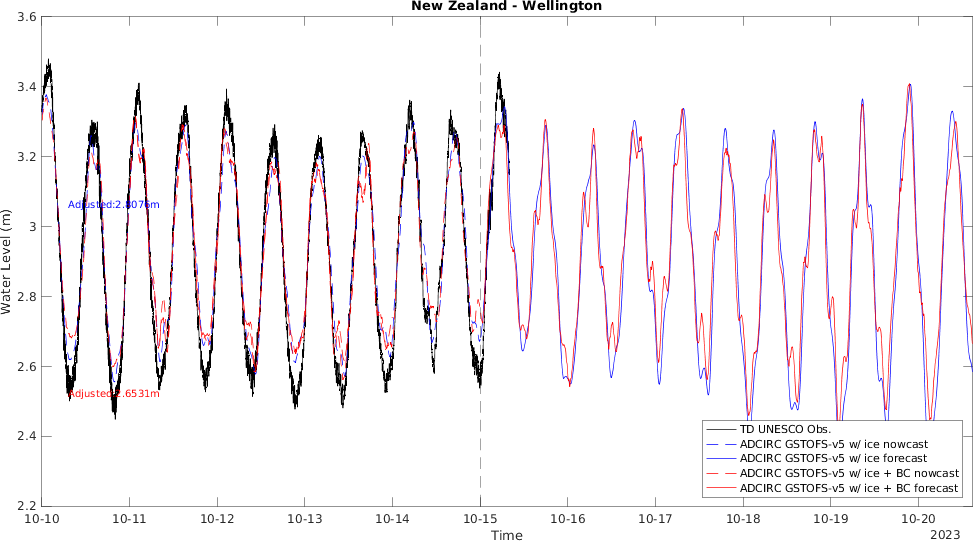 New Zealand - Wellington
3.6
3.4
3.2
3
2.8
2.6
2.4
2.2
Water Level (m)
Adjusted:2.8076m
Adjusted:2.6531m
TD UNESCO Obs.
ADCIRC GSTOFS-v5 w/ ice nowcast
ADCIRC GSTOFS-v5 w/ ice forecast
ADCIRC GSTOFS-v5 w/ ice + BC nowcast
ADCIRC GSTOFS-v5 w/ ice + BC forecast
10-10 10-11 10-12 10-13 10-14 10-15 10-16 10-17 10-18 10-19 10-20
Time
2023